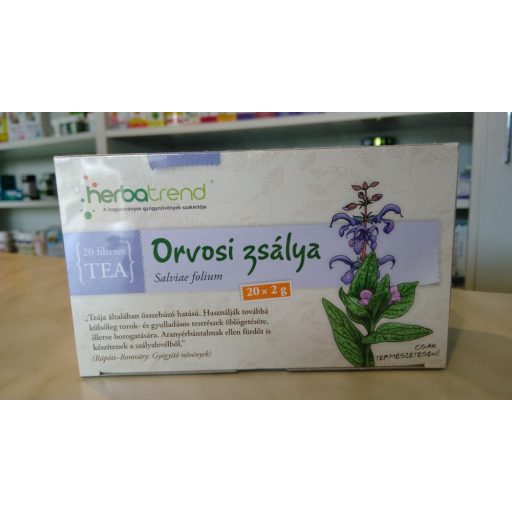 herbatrend
A hagyományos gyógynövények szakértője
20 filteres
TEA
Orvosi zsálya
Salviae folium
20 × 2 g
„Teája általában összehúzó hatású. Használják továbbá
külsőleg torok- és gyulladásos testrészek öblögetésére,
illetve borogatására. Aranyérbántalmak ellen fürdőt is
készítenek a zsályalevélből.”
(Rápóti–Romváry: Gyógyító növények)
CSAK
TERMÉSZETESEN!